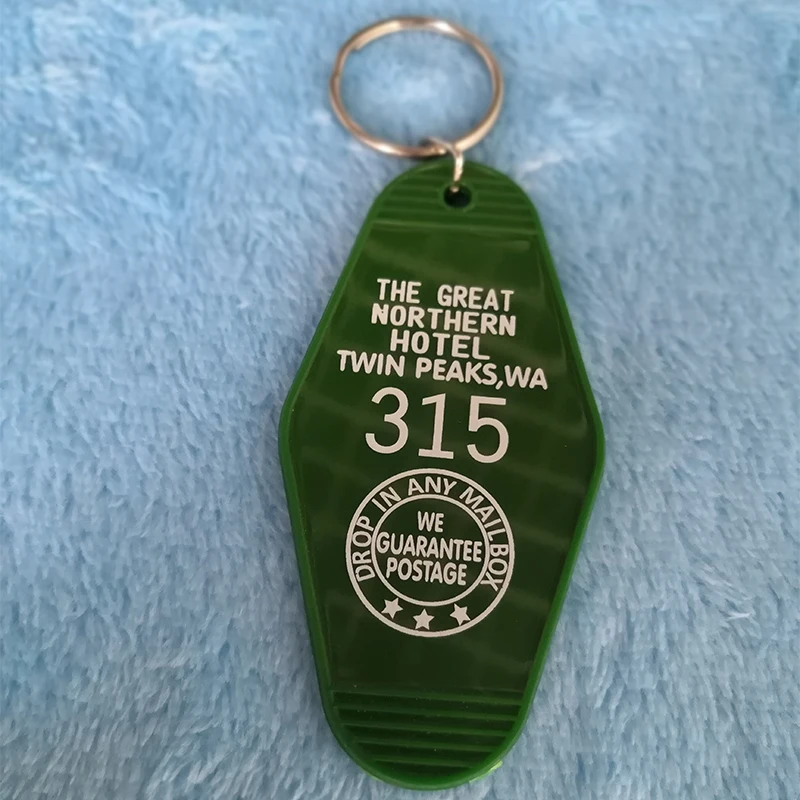 THE GREAT
NORTHERN
HOTEL
TWIN PEAKS,WA
315
DROP IN ANY MAILBOX
WE
GUARANTEE
POSTAGE